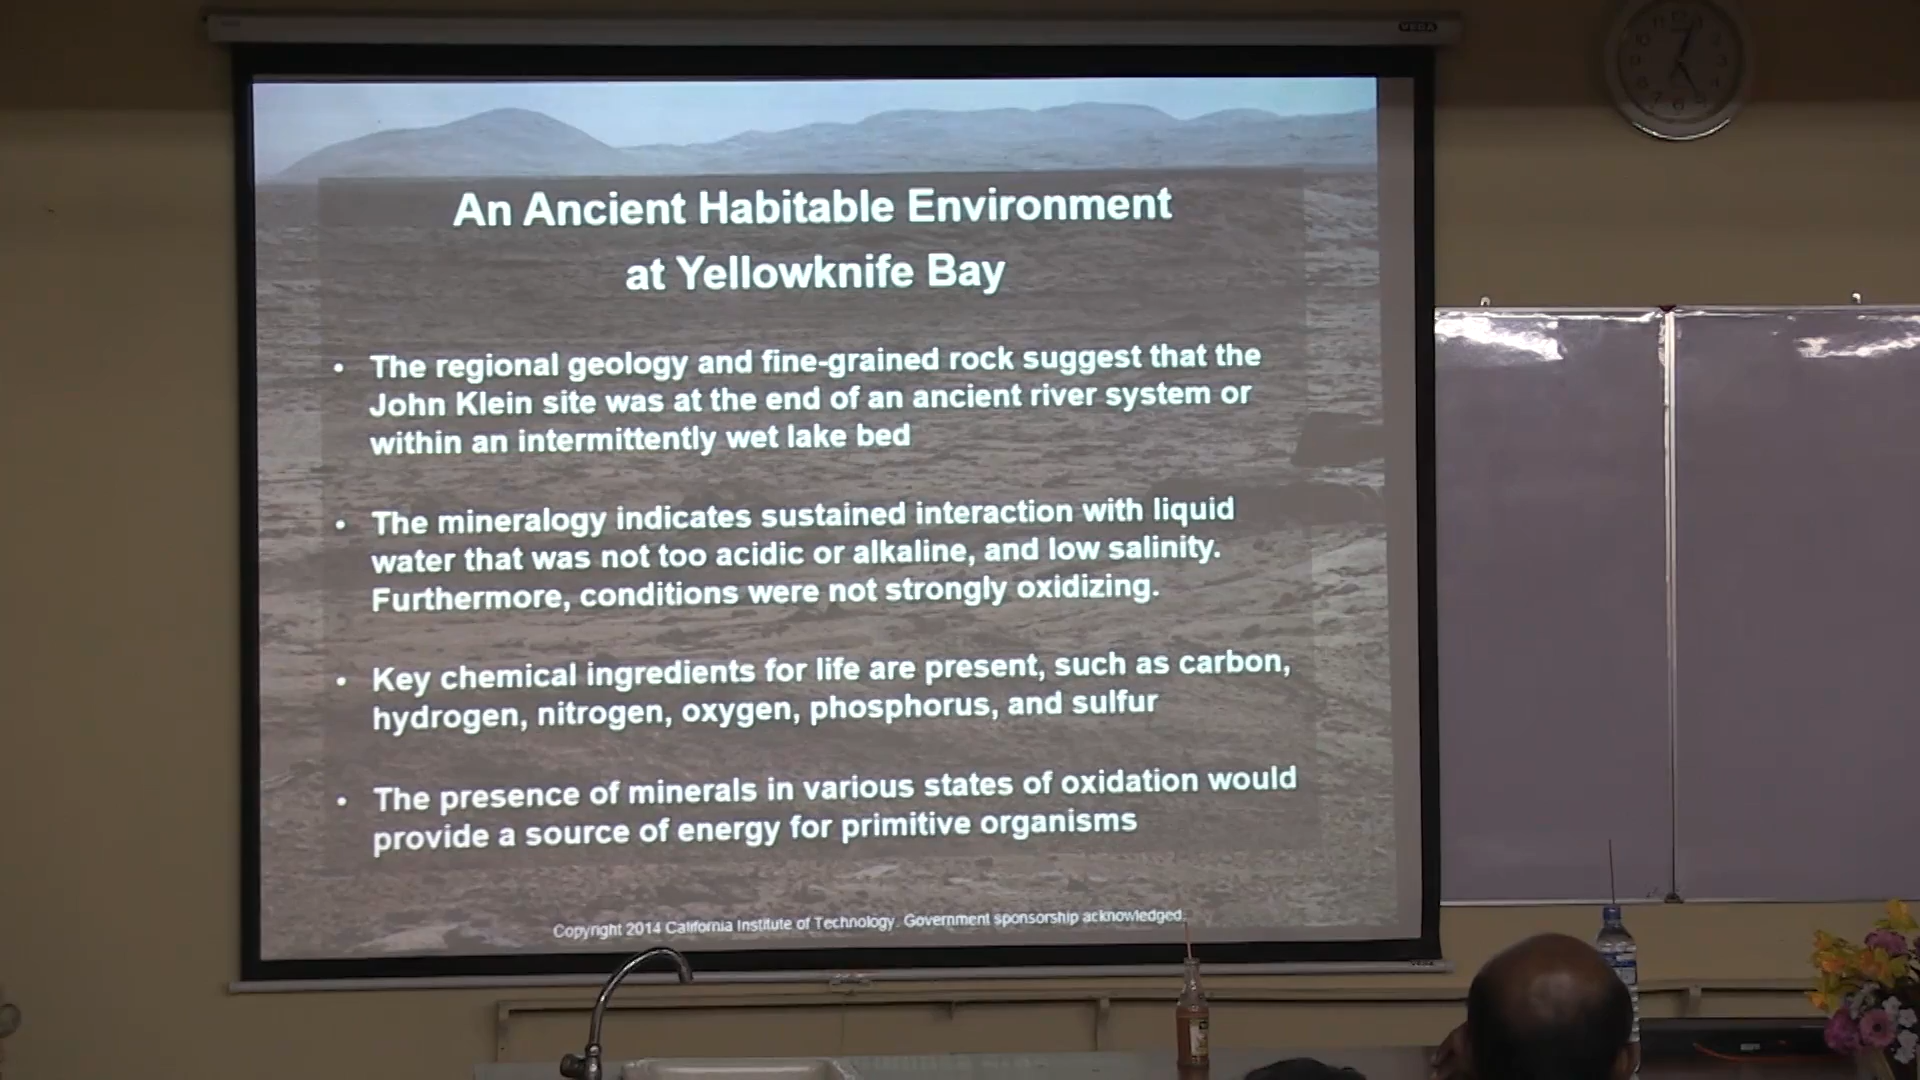 VEGA
An Ancient Habitable Environment
at Yellowknife Bay
• The regional geology and fine-grained rock suggest that the
John Klein site was at the end of an ancient river system or
within an intermittently wet lake bed
• The mineralogy indicates sustained interaction with liquid
water that was not too acidic or alkaline, and low salinity.
Furthermore, conditions were not strongly oxidizing.
• Key chemical ingredients for life are present, such as carbon,
hydrogen, nitrogen, oxygen, phosphorus, and sulfur
• The presence of minerals in various states of oxidation would
provide a source of energy for primitive organisms
Copyright 2014 California Institute of Technology. Government sponsorship acknowledged.